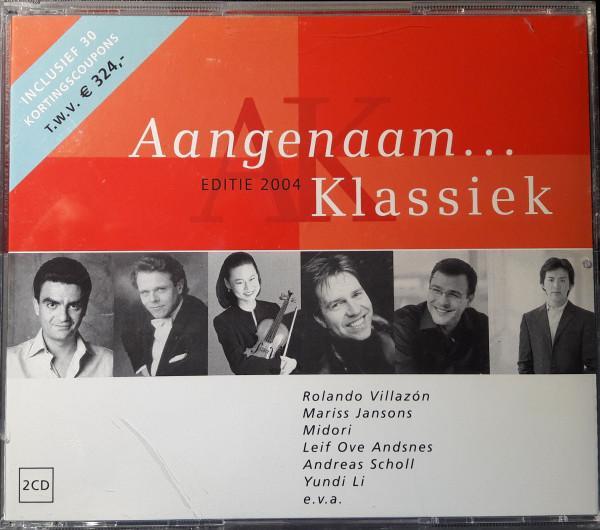 INCLUSIEF 30
KORTINGSCOUPONS
T.W.V. € 324,-
AK
Aangenaam...
EDITIE 2004
Klassiek
Rolando Villazón
Mariss Jansons
Midori
Leif Ove Andsnes
Andreas Scholl
Yundi Li
e.v.a.
2CD